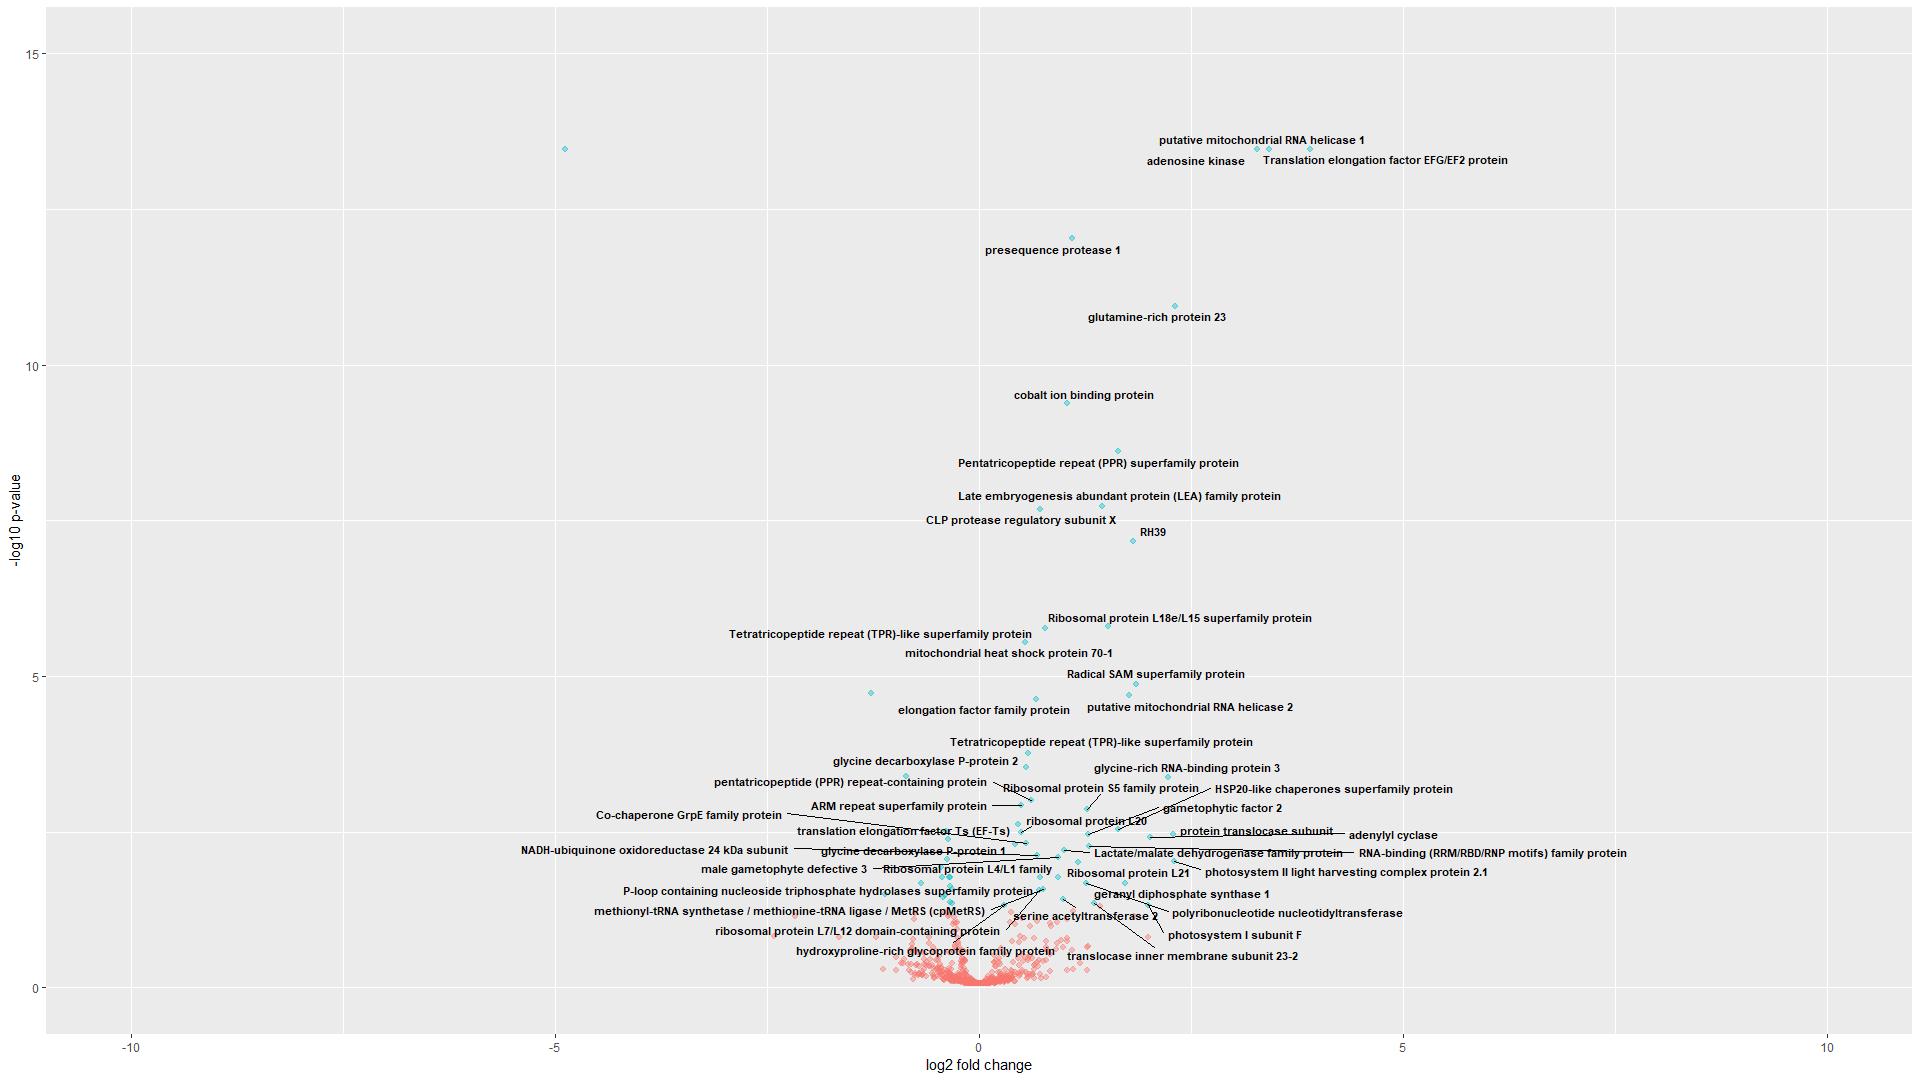 15
putative mitochondrial RNA helicase 1
adenosine kinase
Translation elongation factor EFG/EF2 protein
presequence protease 1
glutamine-rich protein 23
10
cobalt ion binding protein
Pentatricopeptide repeat (PPR) superfamily protein
Late embryogenesis abundant protein (LEA) family protein
CLP protease regulatory subunit X
RH39
-log10 p-value
Ribosomal protein L18e/L15 superfamily protein
Tetratricopeptide repeat (TPR)-like superfamily protein
mitochondrial heat shock protein 70-1
5
Radical SAM superfamily protein
elongation factor family protein
putative mitochondrial RNA helicase 2
Tetratricopeptide repeat (TPR)-like superfamily protein
glycine decarboxylase P-protein 2
glycine-rich RNA-binding protein 3
pentatricopeptide (PPR) repeat-containing protein
Ribosomal protein S5 family protein
HSP20-like chaperones superfamily protein
ARM repeat superfamily protein
gametophytic factor 2
Co-chaperone GrpE family protein
ribosomal protein L20
translation elongation factor Ts (EF-Ts)
protein translocase subunit
adenylyl cyclase
NADH-ubiquinone oxidoreductase 24 kDa subunit
glycine decarboxylase P-protein 1
Lactate/malate dehydrogenase family protein
RNA-binding (RRM/RBD/RNP motifs) family protein
male gametophyte defective 3
Ribosomal protein L4/L1 family
Ribosomal protein L21
photosystem II light harvesting complex protein 2.1
P-loop containing nucleoside triphosphate hydrolases superfamily protein
geranyl diphosphate synthase 1
methionyl-tRNA synthetase / methionine-tRNA ligase / MetRS (cpMetRS)
serine acetyltransferase 2
polyribonucleotide nucleotidyltransferase
ribosomal protein L7/L12 domain-containing protein
photosystem I subunit F
hydroxyproline-rich glycoprotein family protein
translocase inner membrane subunit 23-2
0
-10
-5
0
5
10
log2 fold change